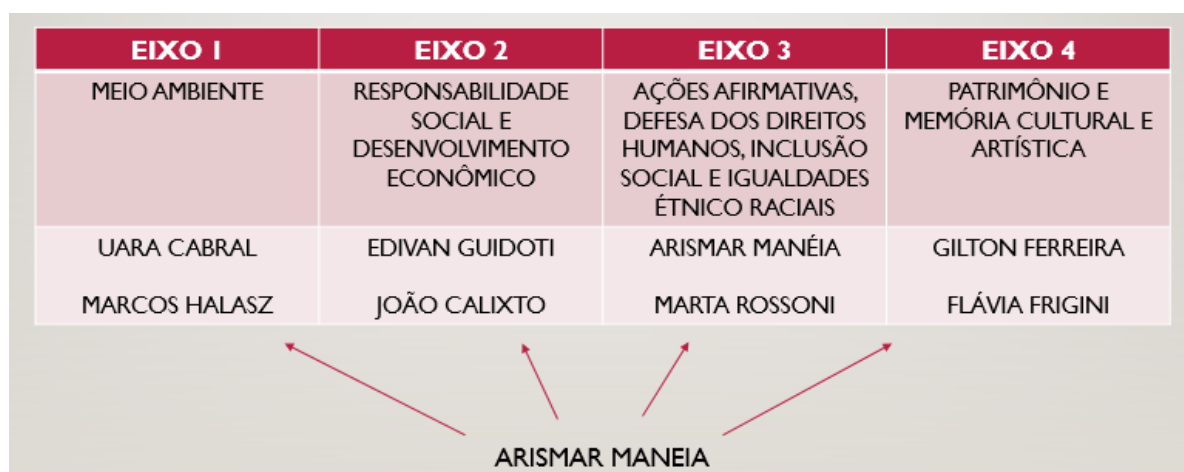 EIXO 1
EIXO 2
EIXO 3
EIXO 4
MEIO AMBIENTE
RESPONSABILIDADE
SOCIAL E
DESENVOLVIMENTO
ECONÔMICO
AÇÕES AFIRMATIVAS,
DEFESA DOS DIREITOS
HUMANOS, INCLUSÃO
SOCIAL E IGUALDADES
ÉTNICO RACIAIS
PATRIMÔNIO E
MEMÓRIA CULTURAL E
ARTÍSTICA
UARA CABRAL
MARCOS HALASZ
EDIVAN GUIDOTI
JOÃO CALIXTO
ARISMAR MANÉIA
MARTA ROSSONI
GILTON FERREIRA
FLÁVIA FRIGINI
ARISMAR MANEIA